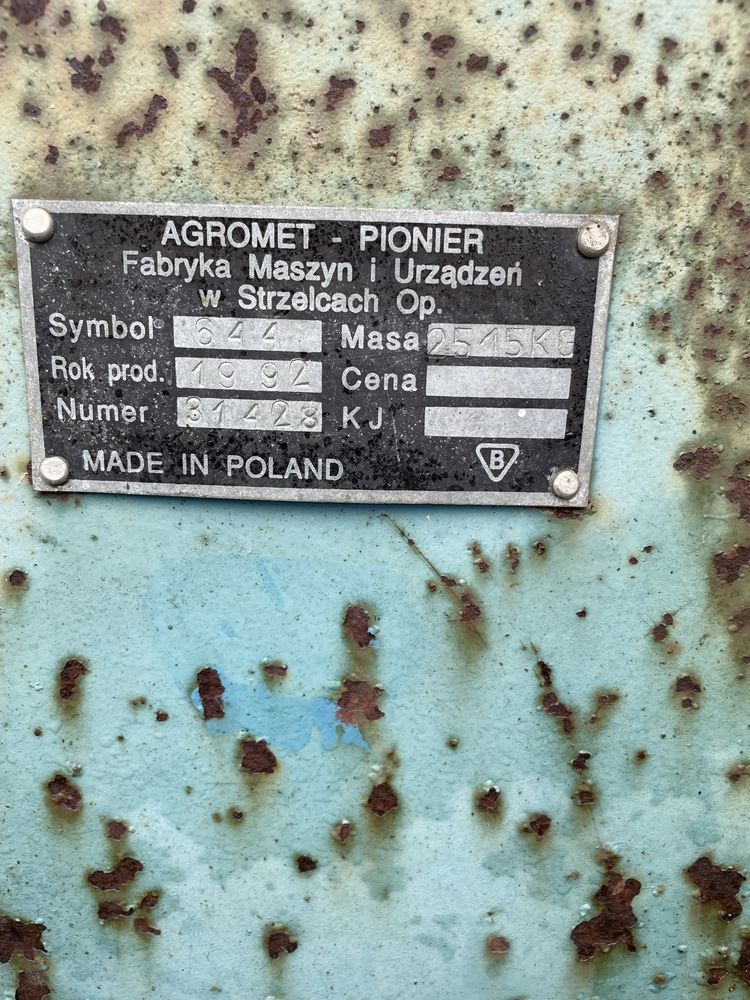 AGROMET - PIONIER
Fabryka Maszyn i Urządzeń
w Strzelcach Op.
Symbol 644 Masa 2515KG
Rok prod. 1992 Cena
Numer 31428 KJ
MADE IN POLAND B